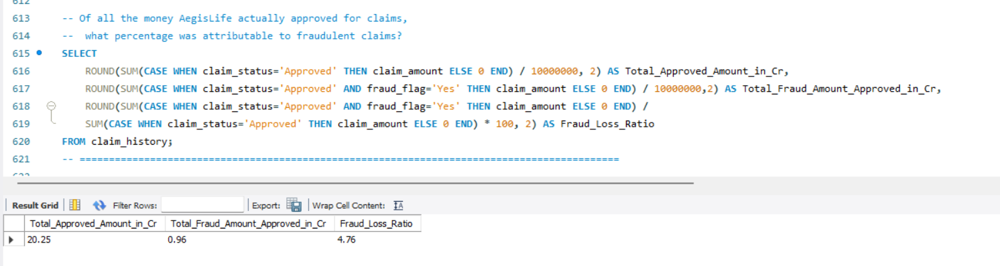 612
613 -- Of all the money AegisLife actually approved for claims,
614 --  what percentage was attributable to fraudulent claims?
615 SELECT
616 ROUND(SUM(CASE WHEN claim_status='Approved' THEN claim_amount ELSE 0 END) / 10000000, 2) AS Total_Approved_Amount_in_Cr,
617 ROUND(SUM(CASE WHEN claim_status='Approved' AND fraud_flag='Yes' THEN claim_amount ELSE 0 END) / 10000000,2) AS Total_Fraud_Amount_Approved_in_Cr,
618 ROUND(SUM(CASE WHEN claim_status='Approved' AND fraud_flag='Yes' THEN claim_amount ELSE 0 END) /
619 SUM(CASE WHEN claim_status='Approved' THEN claim_amount ELSE 0 END) * 100, 2) AS Fraud_Loss_Ratio
620 FROM claim_history;
621 -- ============================================================================================
622
Result Grid Filter Rows: Export: Wrap Cell Content: IA
Total_Approved_Amount_in_Cr Total_Fraud_Amount_Approved_in_Cr Fraud_Loss_Ratio
20.25 0.96 4.76